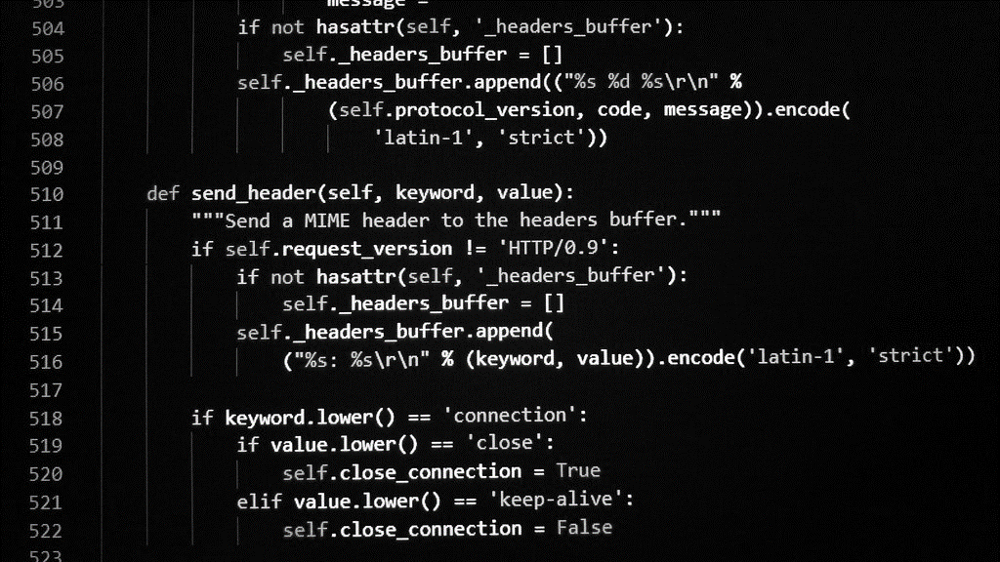 503 message =
504 if not hasattr(self, '_headers_buffer'):
505 self._headers_buffer = []
506 self._headers_buffer.append(("%s %d %s\r\n" %
507 (self.protocol_version, code, message)).encode(
508 'latin-1', 'strict'))
509
510 def send_header(self, keyword, value):
511 """Send a MIME header to the headers buffer."""
512 if self.request_version != 'HTTP/0.9':
513 if not hasattr(self, '_headers_buffer'):
514 self._headers_buffer = []
515 self._headers_buffer.append(
516 ("%s: %s\r\n" % (keyword, value)).encode('latin-1', 'strict'))
517
518 if keyword.lower() == 'connection':
519 if value.lower() == 'close':
520 self.close_connection = True
521 elif value.lower() == 'keep-alive':
522 self.close_connection = False
523